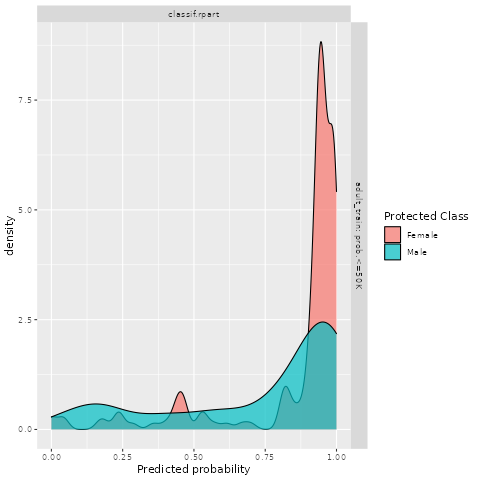 classif.rpart
7.5
5.0
2.5
0.0
density
0.00 0.25 0.50 0.75 1.00
Predicted probability
adult_train: prob.<=50K
Protected Class
Female
Male